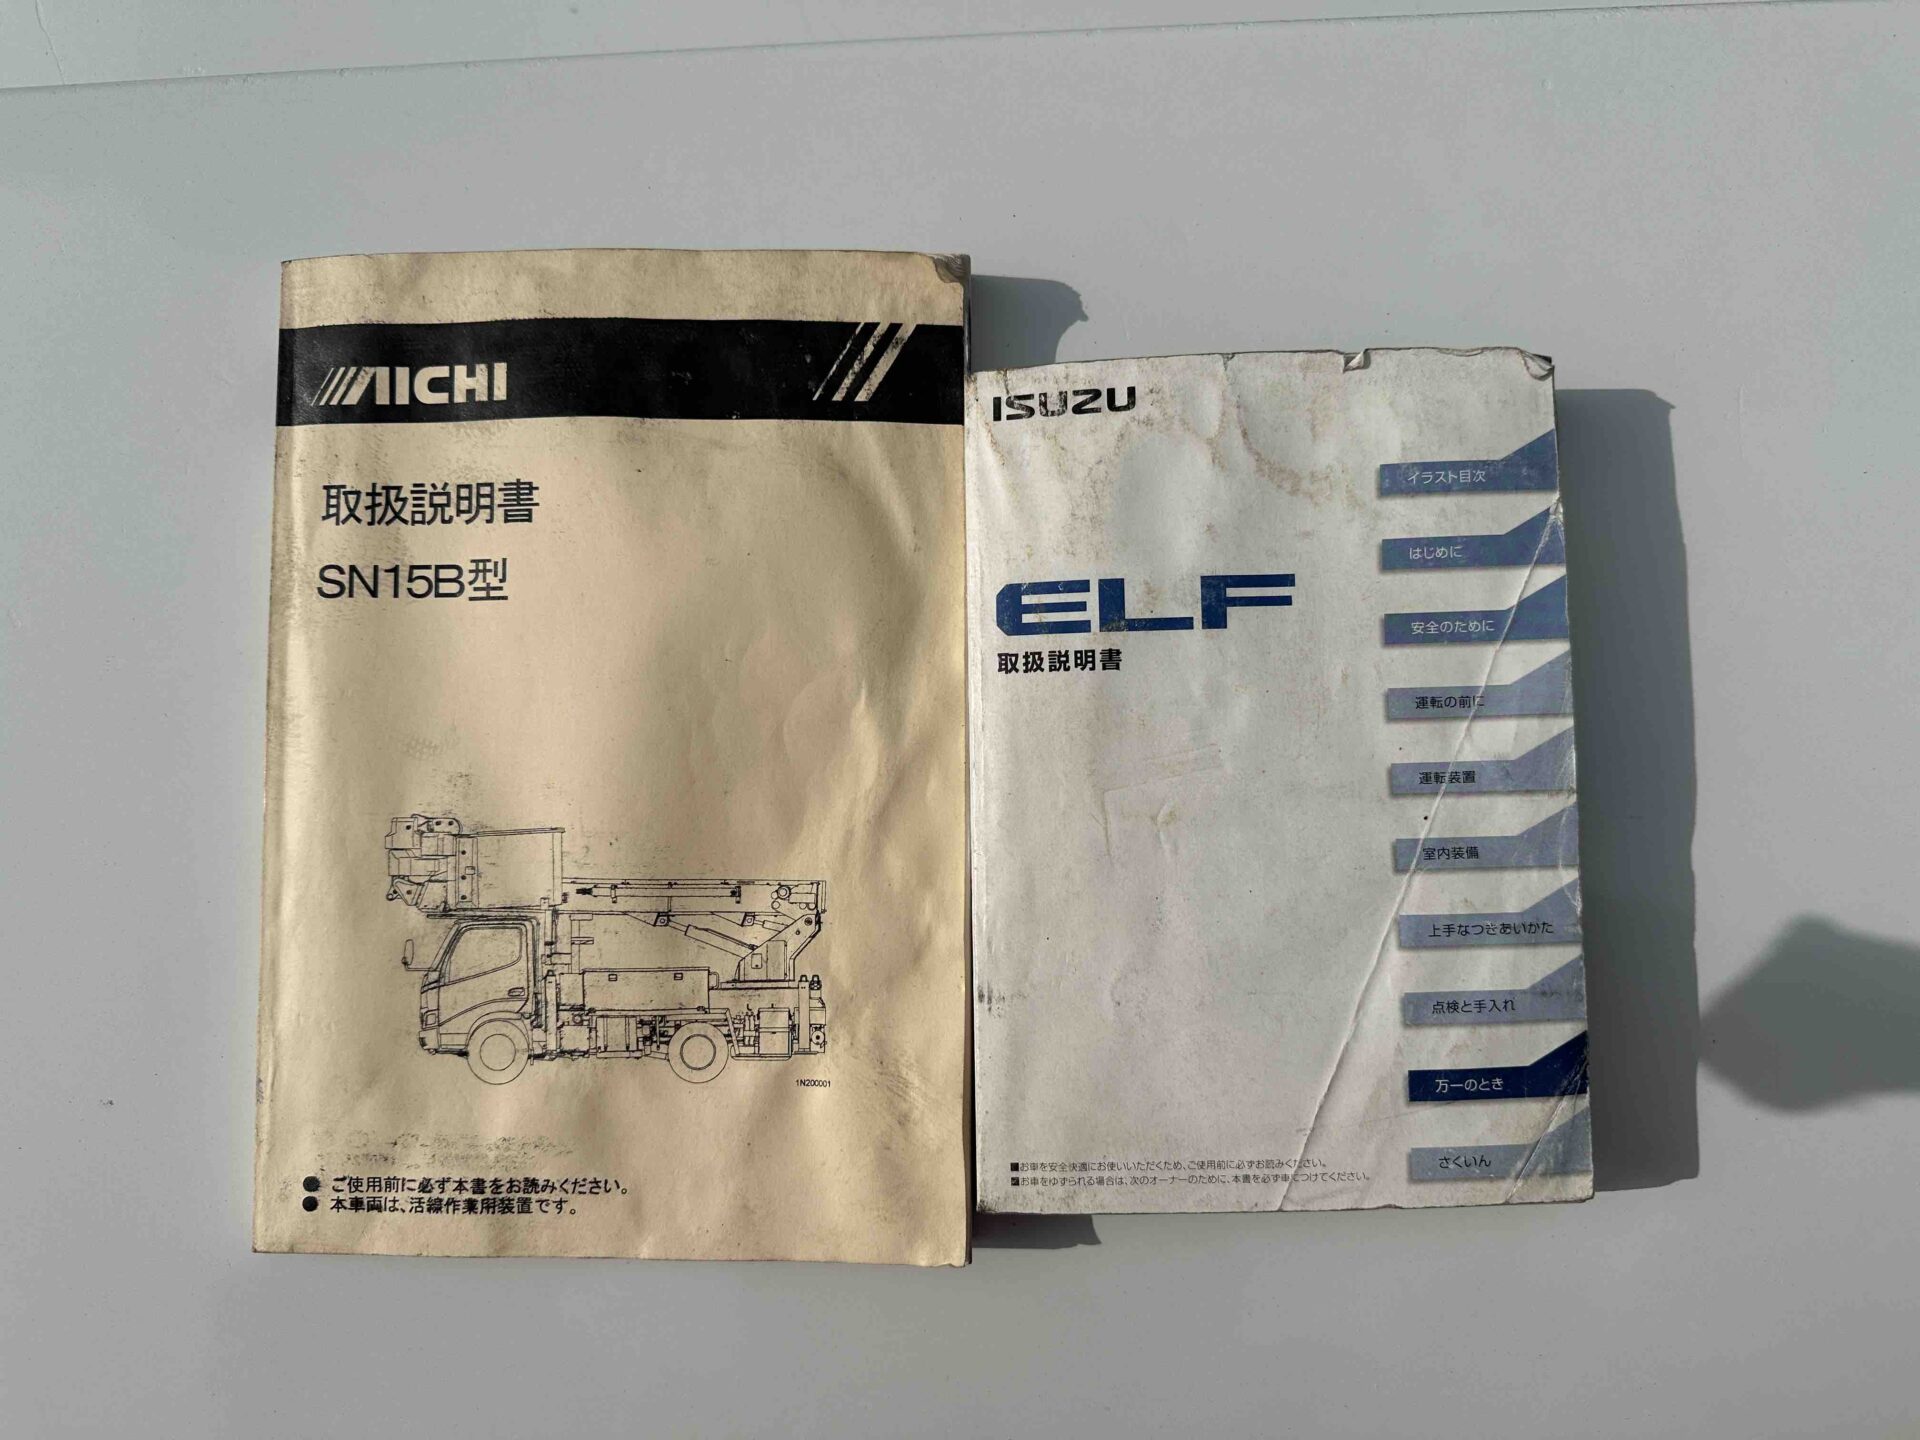 AICHI
取扱説明書
SN15B型
1N200001
● ご使用前に必ず本書をお読みください。
● 本車両は、活線作業用装置です。
ISUZU
ELF
取扱説明書
イラスト目次
はじめに
安全のために
運転の前に
運転装置
室内装備
上手なつきあいかた
点検と手入れ
万一のとき
さくいん
■お車を安全快適にお使いいただくため、ご使用前に必ずお読みください。
■お車をゆずられる場合は、次のオーナーのために、本書を必ず車につけてください。